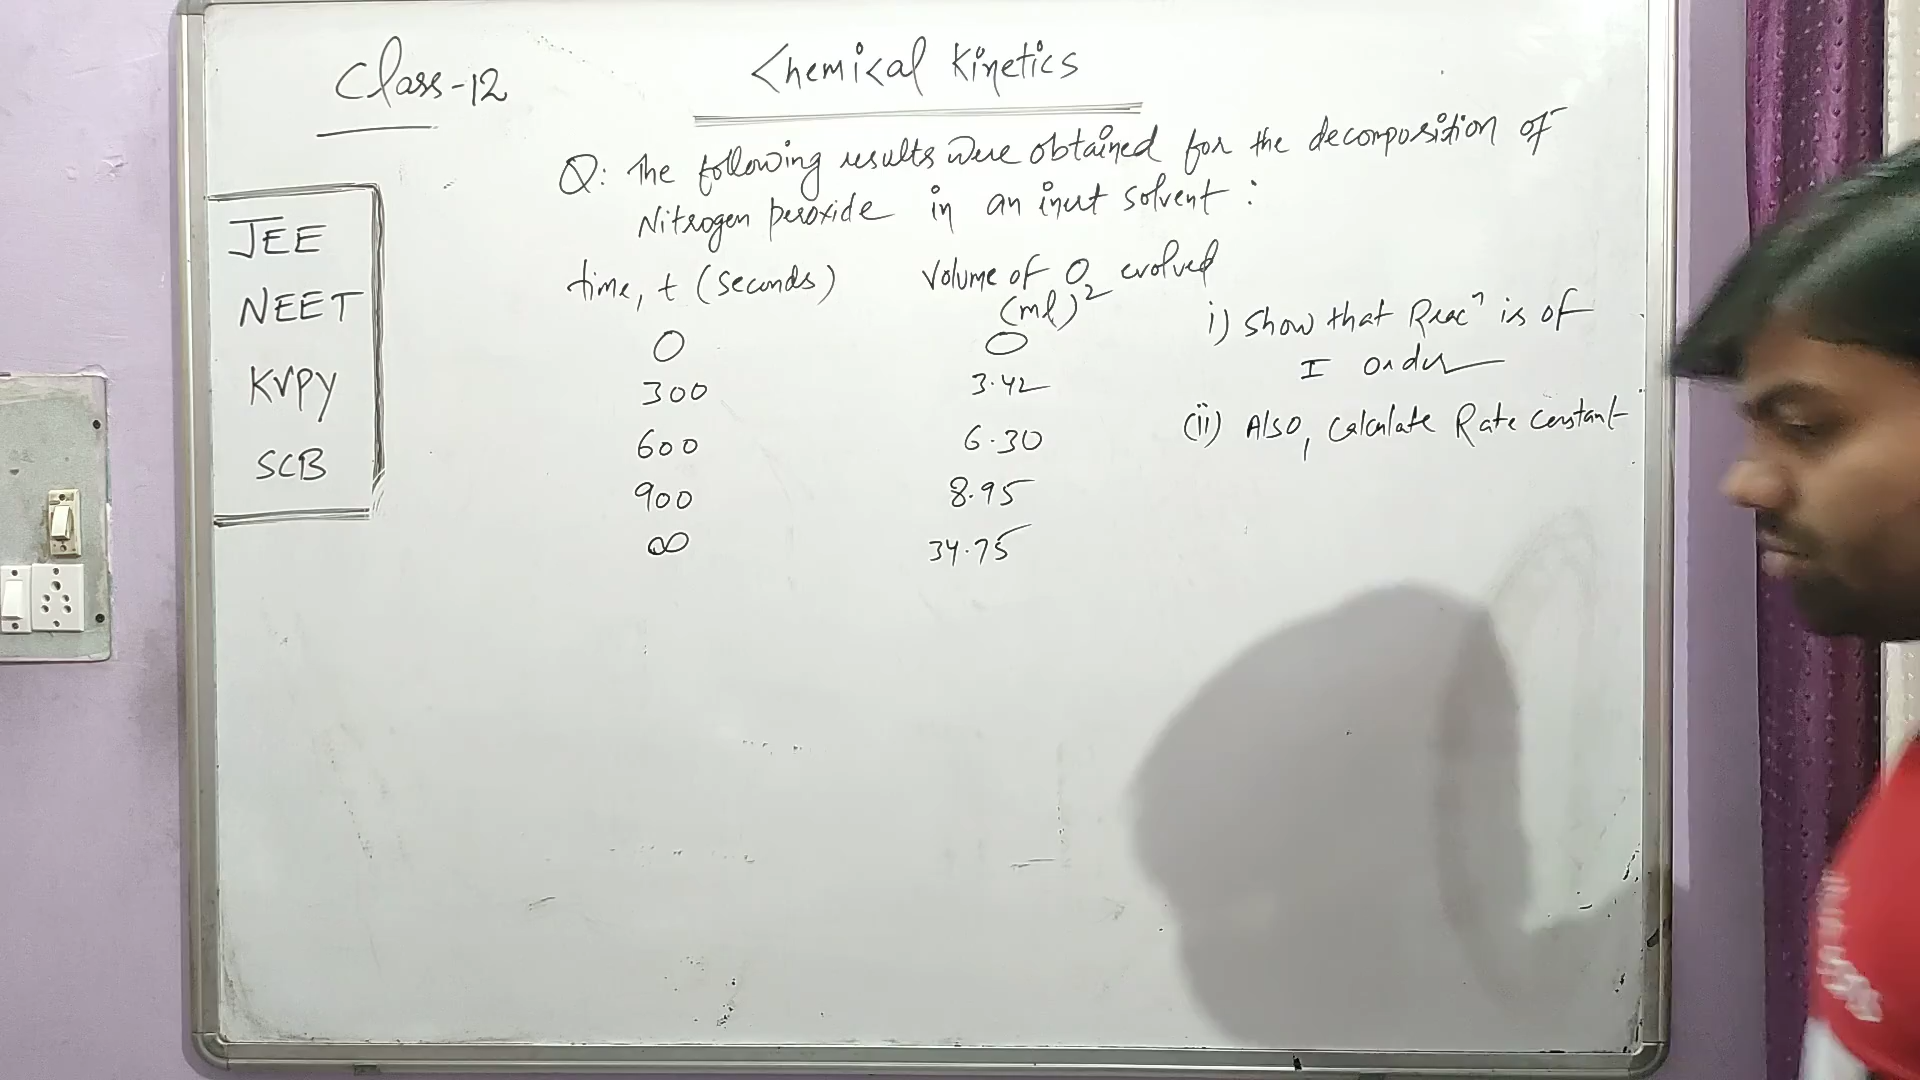 Class-12
Chemical Kinetics
Q: The following results were obtained for the decomposition of
Nitrogen peroxide in an inert solvent :
JEE
NEET
KVPY
SCB
time, t (seconds) Volume of O2 evolved
(ml)
0 0
300 3.42
600 6.30
900 8.95
∞ 34.75
i) Show that Reacn is of
I order
(ii) Also, calculate Rate constant